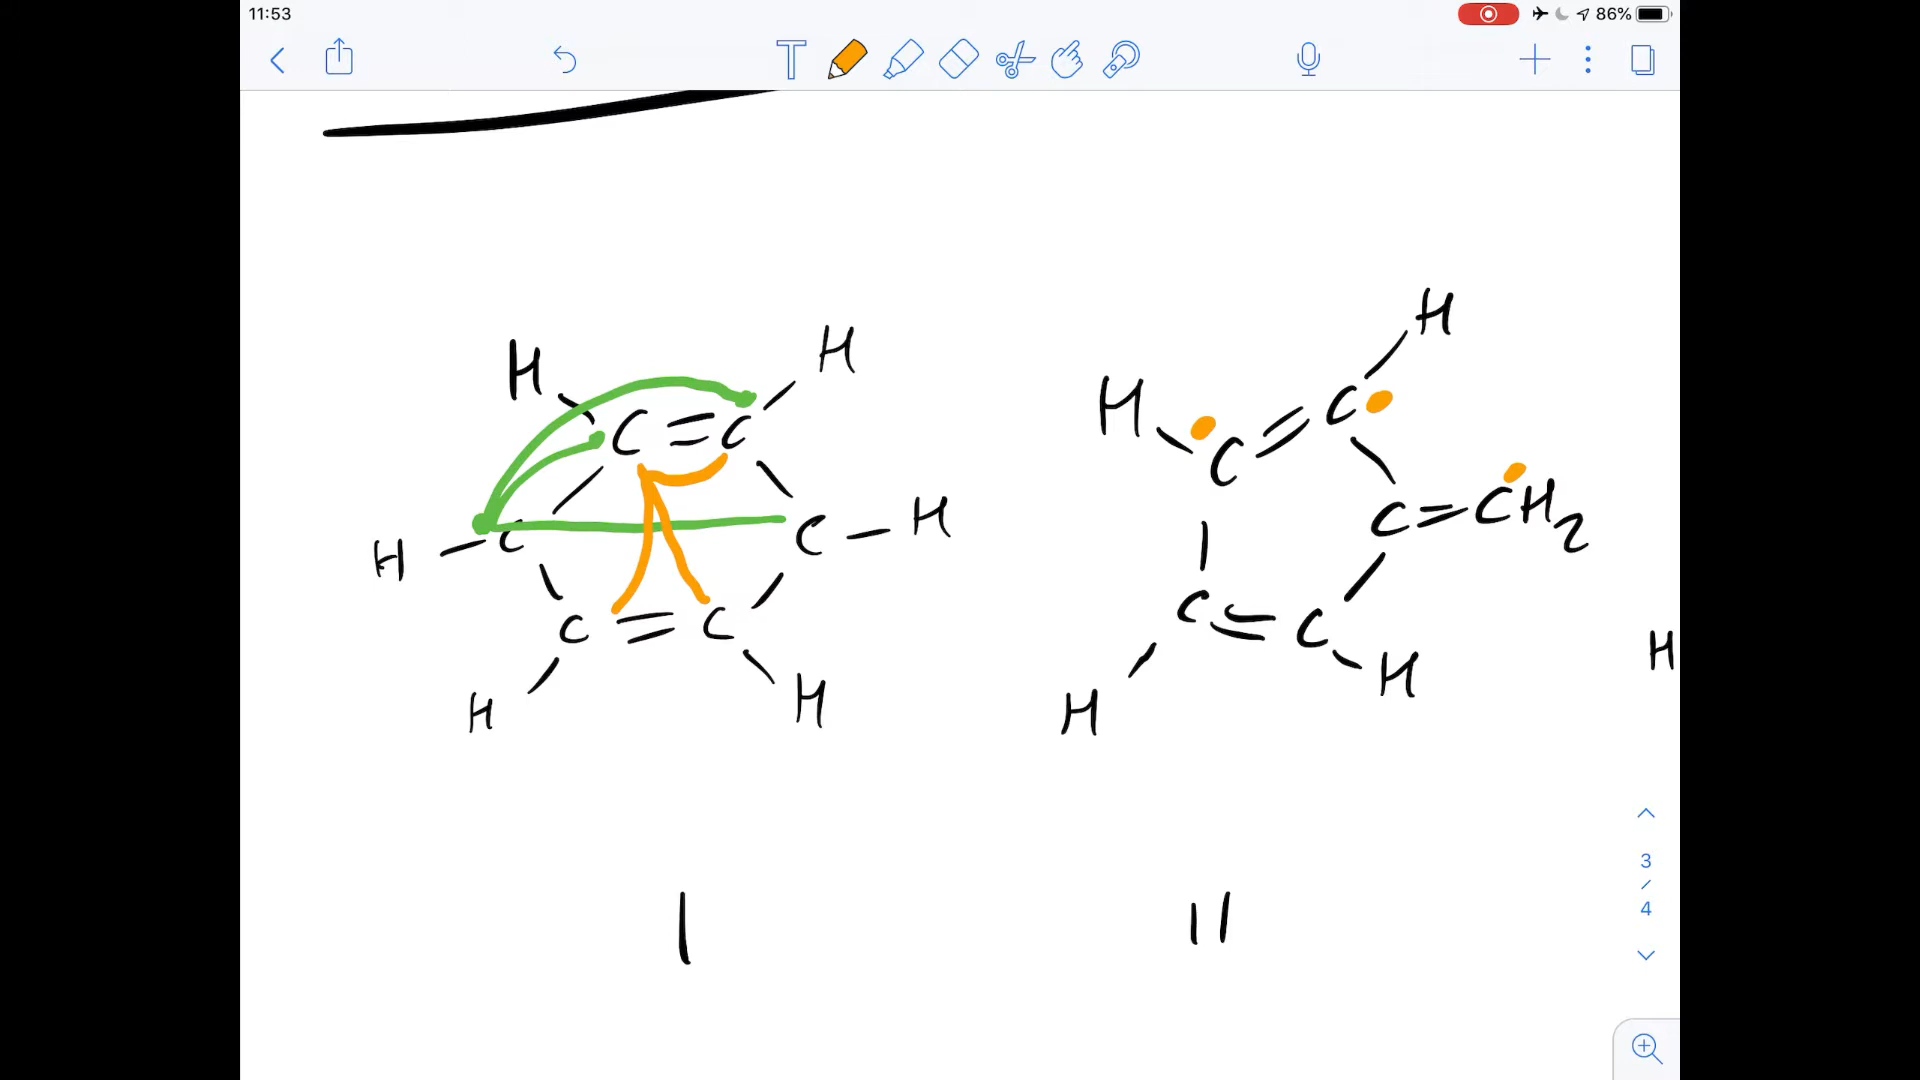 11:53
86%
T
H
H
H
H C = C
C
H - C
C - H
C = CH2
H - C
C = C
C = C
H
H
H
H
H
3
/
4
I
II